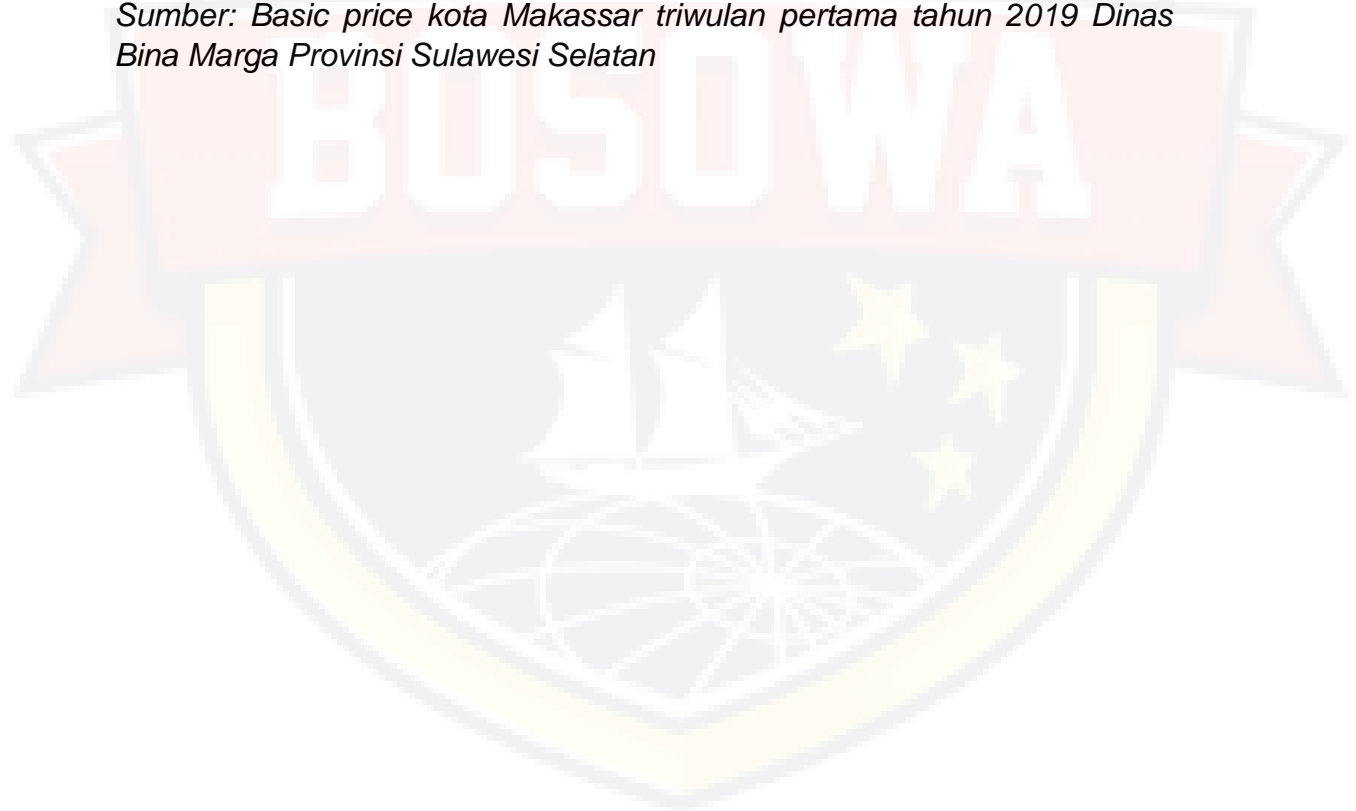 Sumber: Basic price kota Makassar triwulan pertama tahun 2019 Dinas
Bina Marga Provinsi Sulawesi Selatan
BOSOWA